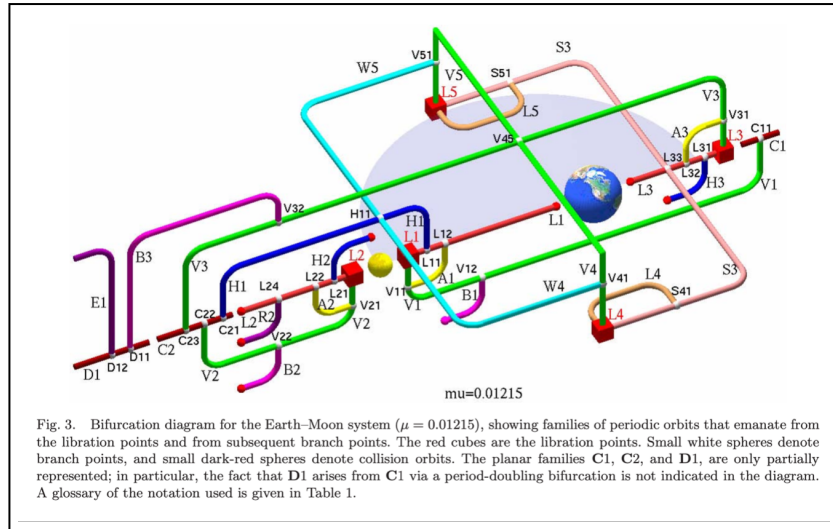 W5
V51
V5
S51
S3
L5
L5
V3
V31
A3
L3
C11
C1
V45
L33
L31
L32
H3
V1
L3
V32
H11
H1
L1
L12
L1
B3
V3
H2
L2
L11
A1
V12
V4
V41
L4
S41
S3
E1
H1
L24
L22
L21
V11
V1
B1
W4
L4
C22
C21
L2
R2
A2
V21
C23
V2
D12
D11
C2
V22
D1
V2
B2
mu=0.01215
Fig. 3. Bifurcation diagram for the Earth–Moon system (μ = 0.01215), showing families of periodic orbits that emanate from
the libration points and from subsequent branch points. The red cubes are the libration points. Small white spheres denote
branch points, and small dark-red spheres denote collision orbits. The planar families C1, C2, and D1, are only partially
represented; in particular, the fact that D1 arises from C1 via a period-doubling bifurcation is not indicated in the diagram.
A glossary of the notation used is given in Table 1.